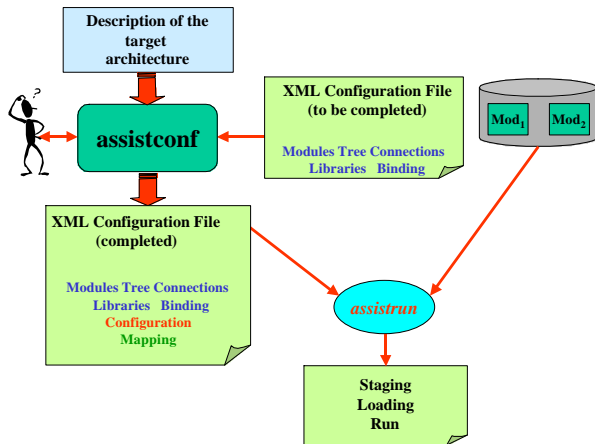 Description of the
target
architecture
?
assistconf
XML Configuration File
(to be completed)
Modules Tree Connections
Libraries Binding
Mod1
Mod2
XML Configuration File
(completed)
Modules Tree Connections
Libraries Binding
Configuration
Mapping
assistrun
Staging
Loading
Run